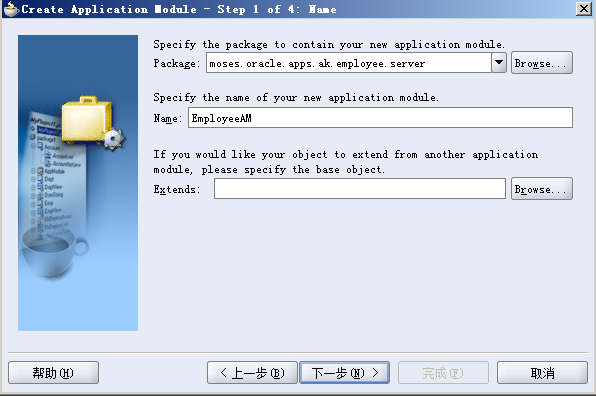 Create Application Module - Step 1 of 4: Name
Specify the package to contain your new application module.
Package: moses.oracle.apps.ak.employee.server Browse...
Specify the name of your new application module.
Name: EmployeeAM
If you would like your object to extend from another application
module, please specify the base object.
Extends: Browse...
帮助(H) < 上一步(B) 下一步(N) > 完成(F) 取消